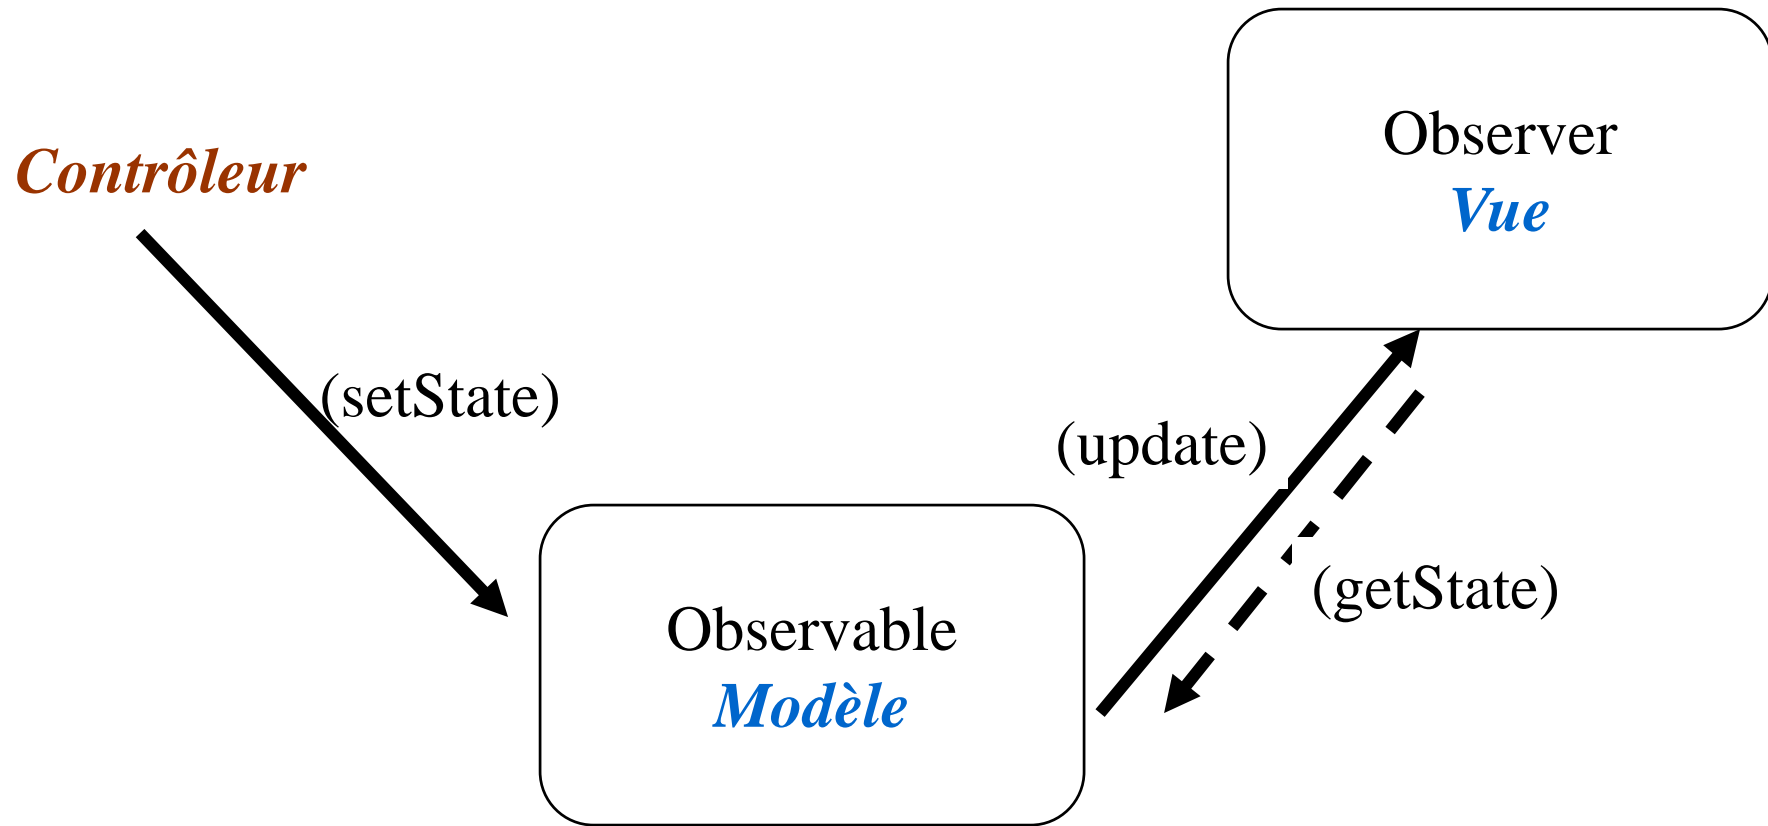 Observer
Vue
Contrôleur
(setState)
(update)
(getState)
Observable
Modèle